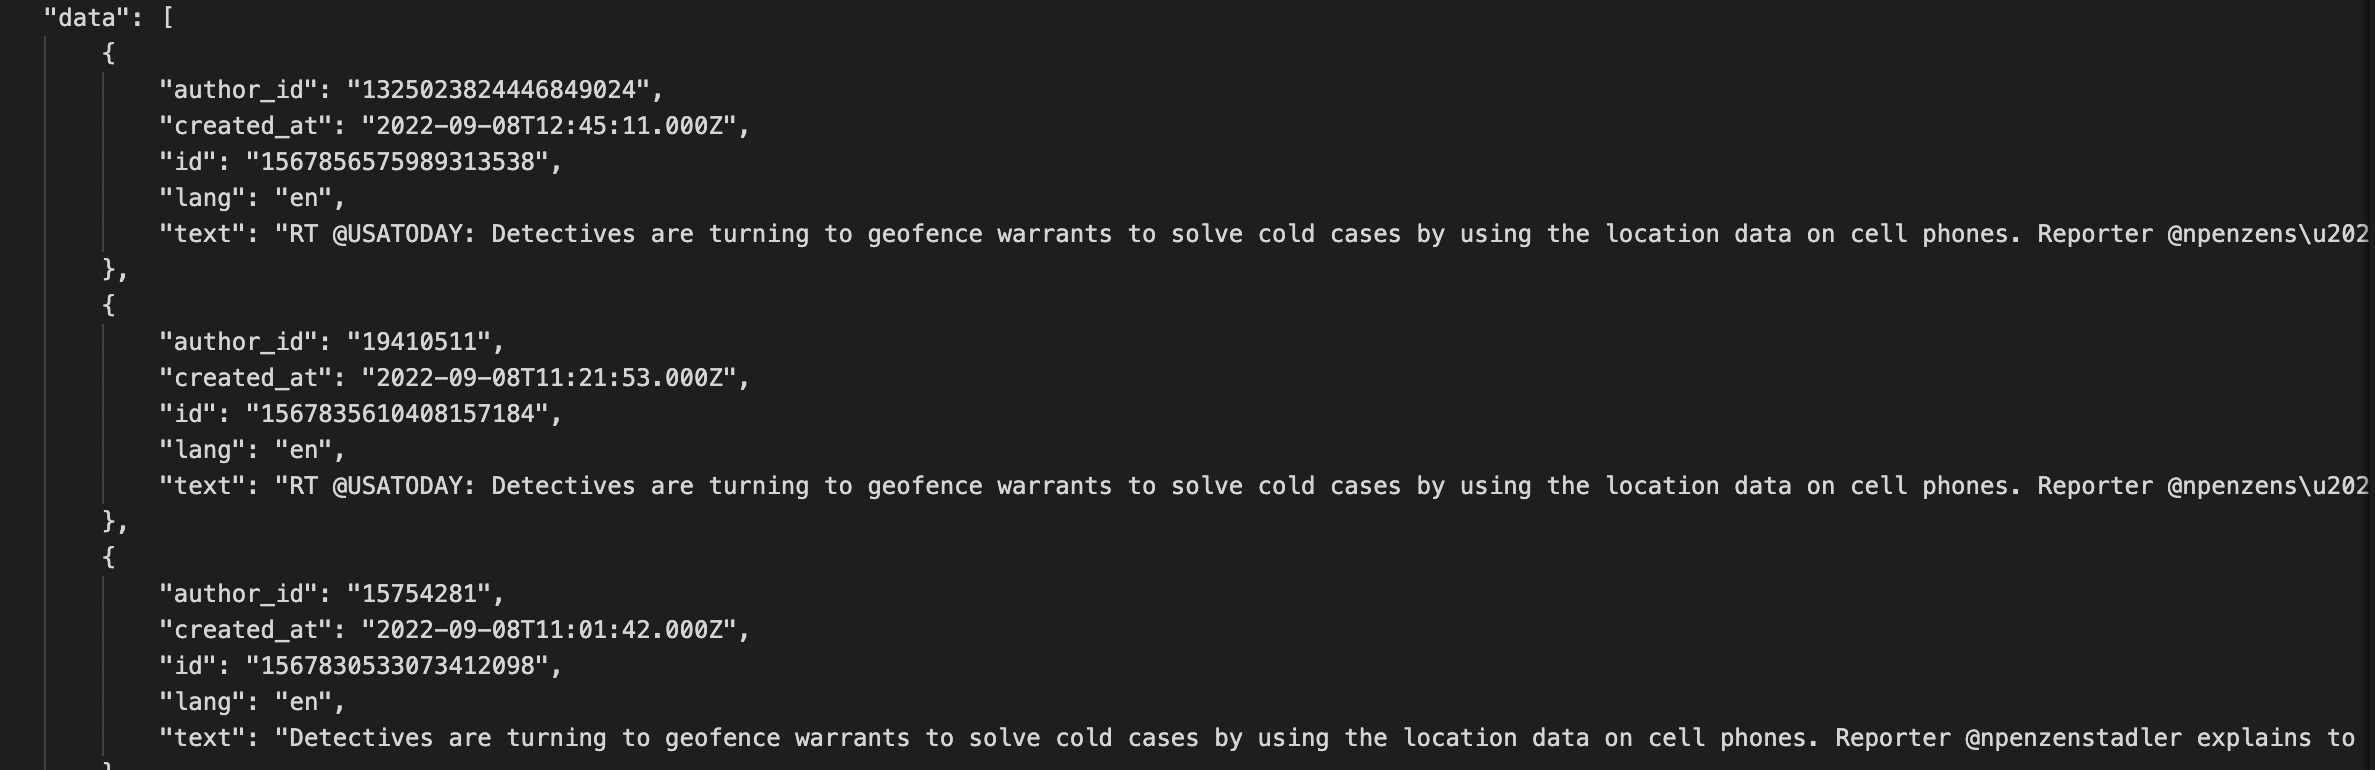 "data": [
{
"author_id": "1325023824446849024",
"created_at": "2022-09-08T12:45:11.000Z",
"id": "1567856575989313538",
"lang": "en",
"text": "RT @USATODAY: Detectives are turning to geofence warrants to solve cold cases by using the location data on cell phones. Reporter @npenzens\u202
},
{
"author_id": "19410511",
"created_at": "2022-09-08T11:21:53.000Z",
"id": "1567835610408157184",
"lang": "en",
"text": "RT @USATODAY: Detectives are turning to geofence warrants to solve cold cases by using the location data on cell phones. Reporter @npenzens\u202
},
{
"author_id": "15754281",
"created_at": "2022-09-08T11:01:42.000Z",
"id": "1567830533073412098",
"lang": "en",
"text": "Detectives are turning to geofence warrants to solve cold cases by using the location data on cell phones. Reporter @npenzenstadler explains to
}